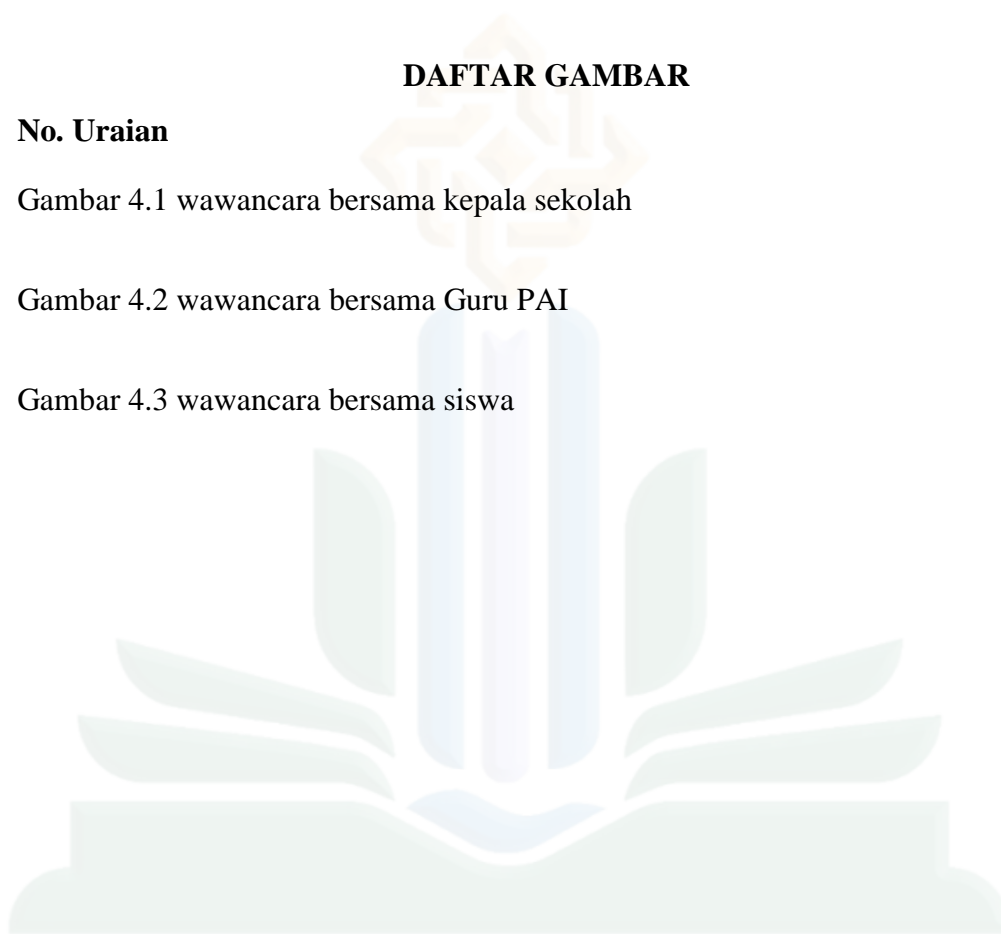 DAFTAR GAMBAR
No. Uraian
Gambar 4.1 wawancara bersama kepala sekolah
Gambar 4.2 wawancara bersama Guru PAI
Gambar 4.3 wawancara bersama siswa